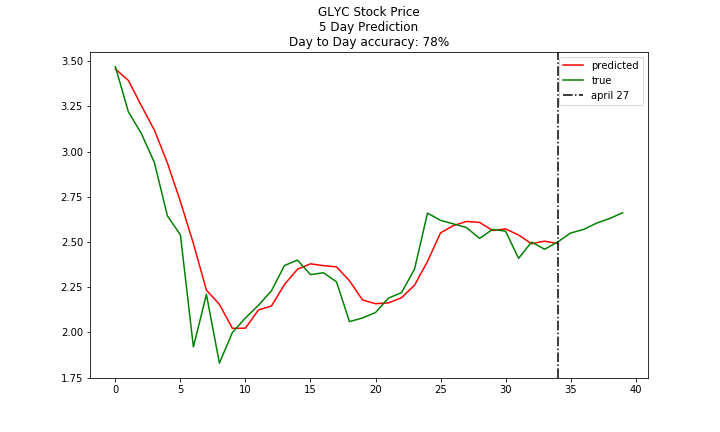 GLYC Stock Price
5 Day Prediction
Day to Day accuracy: 78%
predicted
true
april 27
3.50
3.25
3.00
2.75
2.50
2.25
2.00
1.75
0 5 10 15 20 25 30 35 40